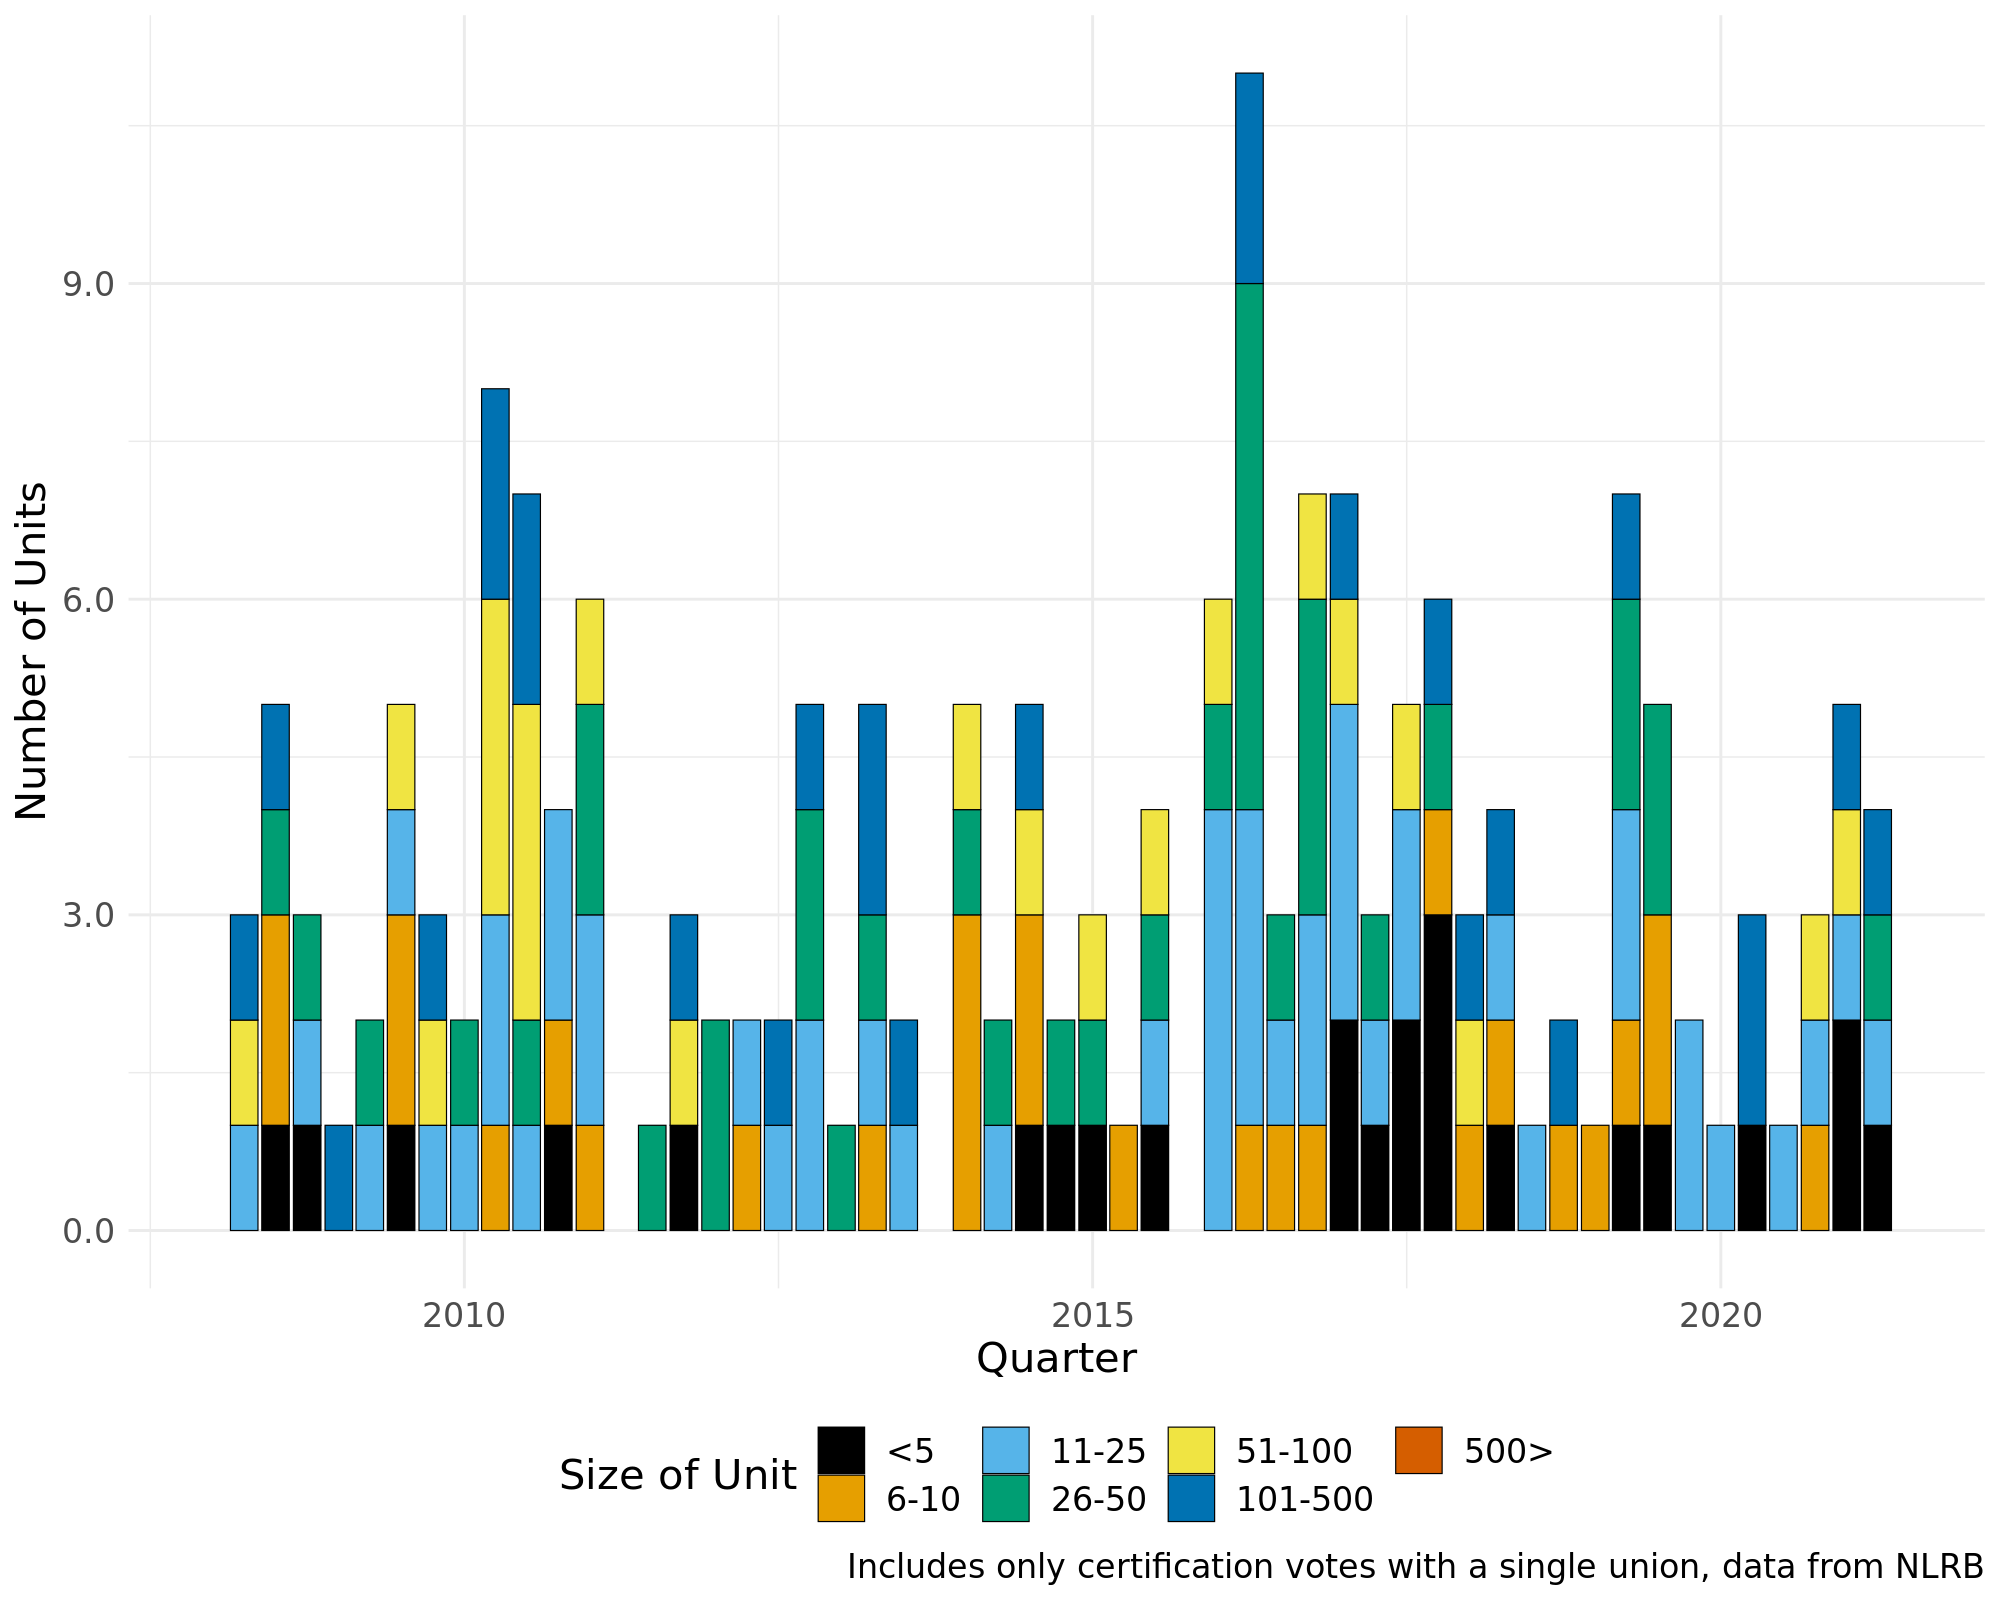 9.0
6.0
3.0
0.0
Number of Units
2010 2015 2020
Quarter
Size of Unit
<5 11-25 51-100 500>
6-10 26-50 101-500
Includes only certification votes with a single union, data from NLRB